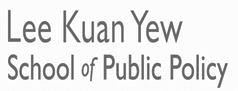 Lee Kuan Yew
School of Public Policy